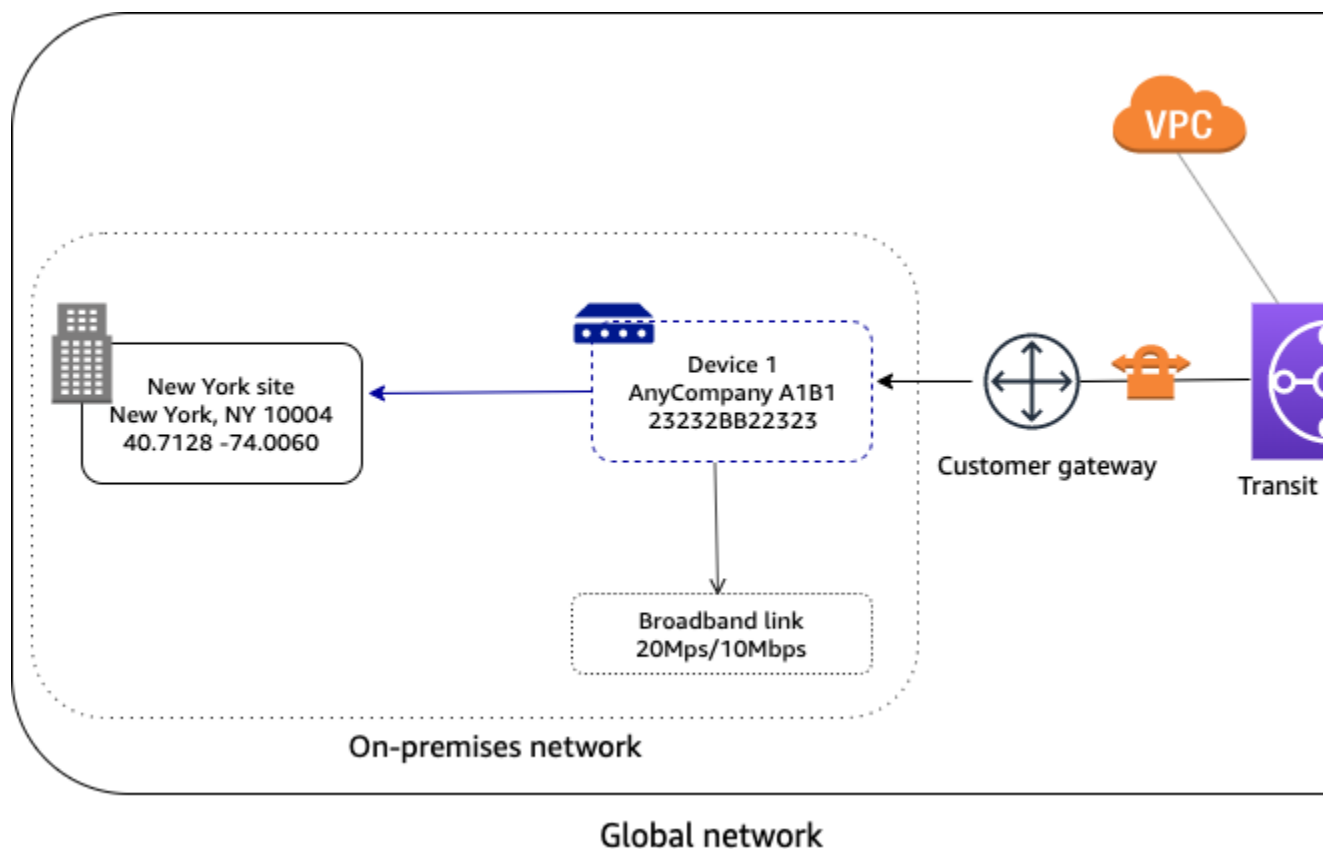 VPC
New York site
New York, NY 10004
40.7128 -74.0060
Device 1
AnyCompany A1B1
23232BB22323
Customer gateway
Transit
Broadband link
20Mps/10Mbps
On-premises network
Global network